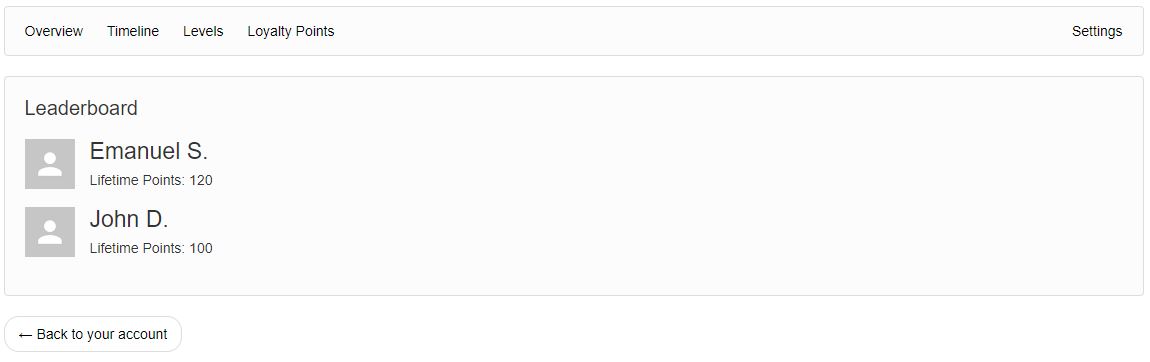 Overview Timeline Levels Loyalty Points Settings
Leaderboard
Emanuel S.
Lifetime Points: 120
John D.
Lifetime Points: 100
← Back to your account